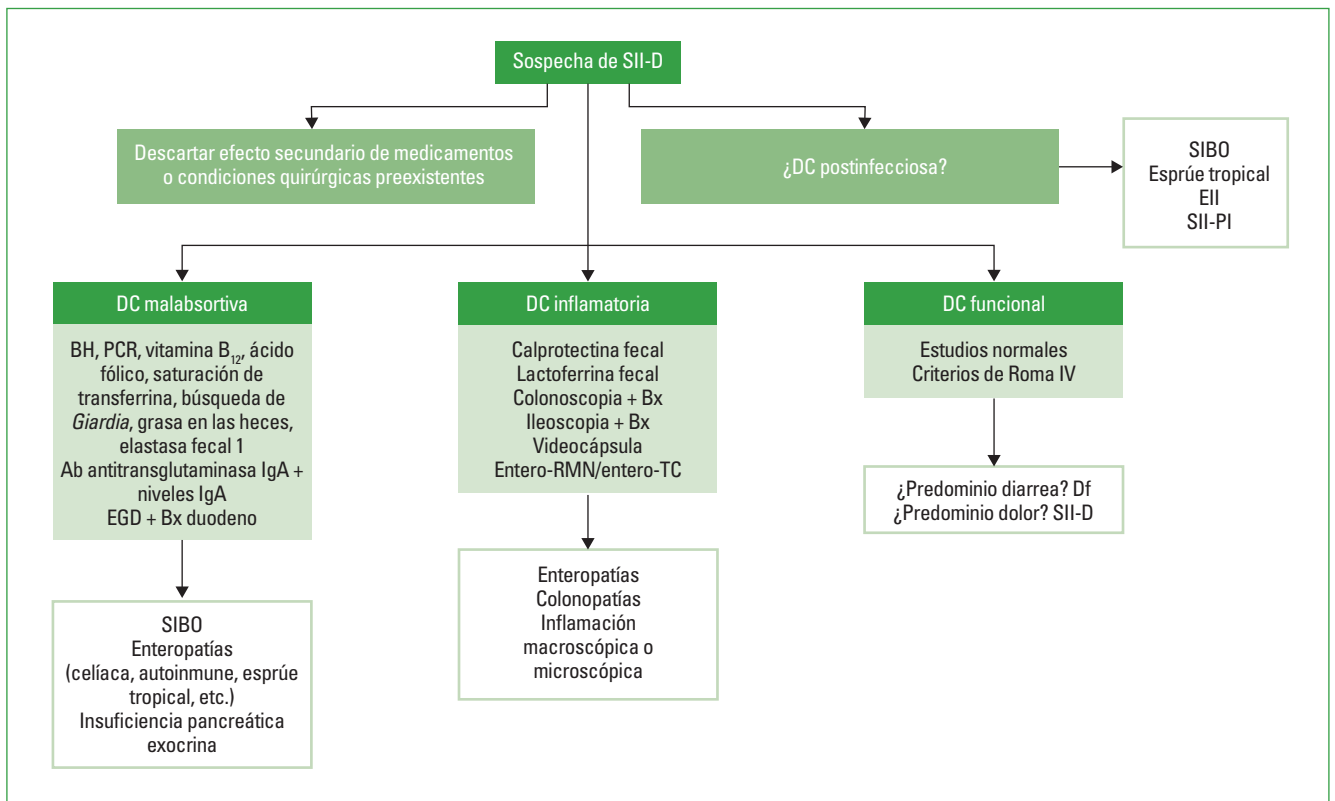 Sospecha de SII-D
Descartar efecto secundario de medicamentos
o condiciones quirúrgicas preexistentes
¿DC postinfecciosa?
SIBO
Esprúe tropical
EII
SII-PI
DC malabsortiva
BH, PCR, vitamina B₁₂, ácido
fólico, saturación de
transferrina, búsqueda de
Giardia, grasa en las heces,
elastasa fecal 1
Ab antitransglutaminasa IgA +
niveles IgA
EGD + Bx duodeno
SIBO
Enteropatías
(celíaca, autoinmune, esprúe
tropical, etc.)
Insuficiencia pancreática
exocrina
DC inflamatoria
Calprotectina fecal
Lactoferrina fecal
Colonoscopia + Bx
Ileoscopia + Bx
Videocápsula
Entero-RMN/entero-TC
Enteropatías
Colonopatías
Inflamación
macroscópica o
microscópica
DC funcional
Estudios normales
Criterios de Roma IV
¿Predominio diarrea? Df
¿Predominio dolor? SII-D